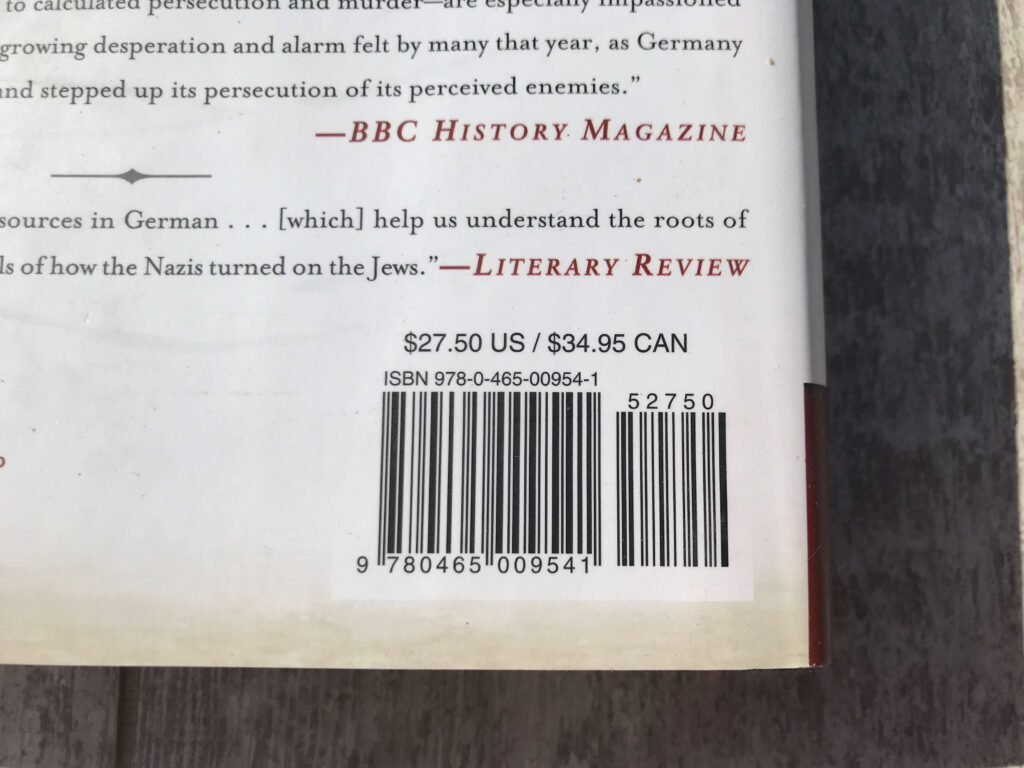 to calculated persecution and murder—are especially impassioned
growing desperation and alarm felt by many that year, as Germany
and stepped up its persecution of its perceived enemies.”
—BBC HISTORY MAGAZINE
sources in German . . . [which] help us understand the roots of
of how the Nazis turned on the Jews.”—LITERARY REVIEW
$27.50 US / $34.95 CAN
ISBN 978-0-465-00954-1
52750
9 780465 009541